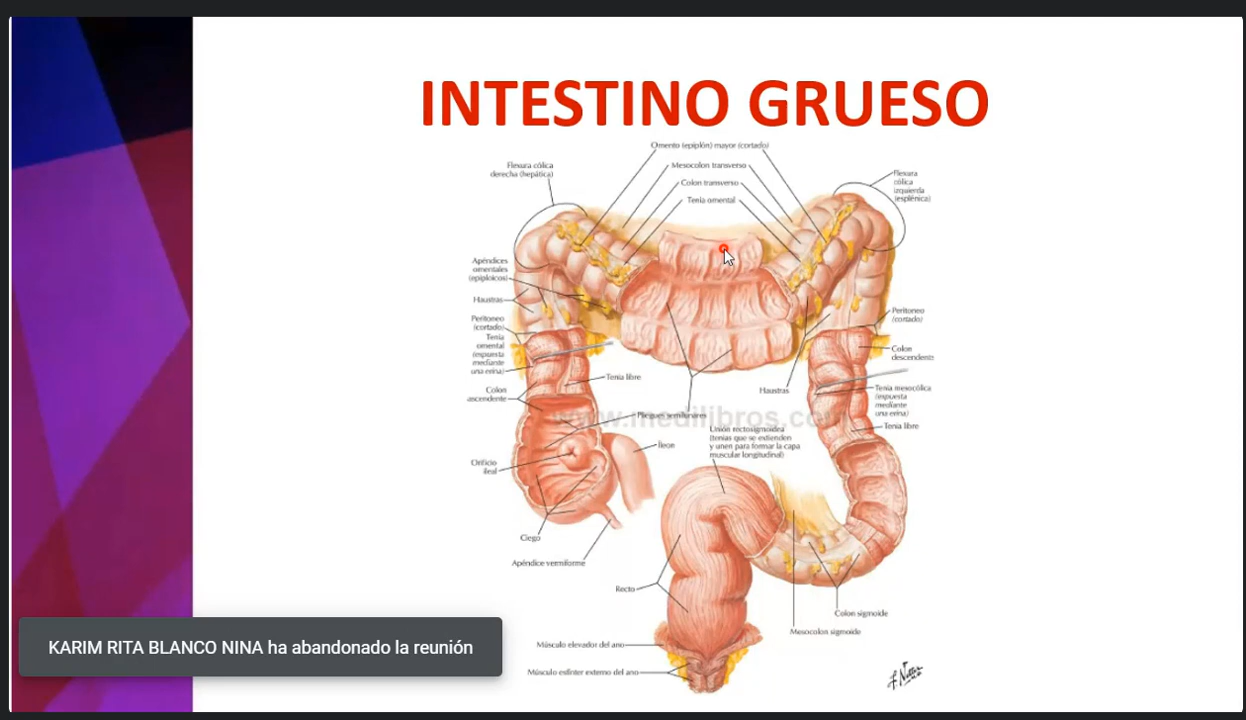 INTESTINO GRUESO
Omento (epiplón) mayor (cortado)
Mesocolon transverso
Colon transverso
Tenia omental
Flexura cólica
derecha (hepática)
Flexura
cólica
izquierda
(esplénica)
Apéndices
omentales
(epiploicos)
Haustras
Peritoneo
(cortado)
Tenia
omental
(expuesta
mediante
una erina)
Colon
ascendente
Tenia libre
Pliegues semilunares
Haustras
Peritoneo
(cortado)
Colon
descendente
Tenia mesocólica
(expuesta
mediante
una erina)
Tenia libre
www.medilibros.com
Unión rectosigmoidea
(tenias que se extienden
y unen para formar la capa
muscular longitudinal)
Íleon
Orificio
ileal
Ciego
Apéndice vermiforme
Recto
Colon sigmoide
Mesocolon sigmoide
Músculo elevador del ano
Músculo esfínter externo del ano
KARIM RITA BLANCO NINA ha abandonado la reunión